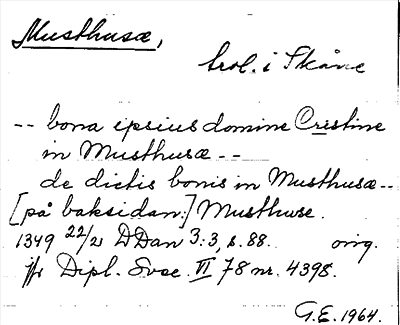 Musthusæ,
trol. i Skåne
-- bona ipsius domine Cristine
in Musthusæ --
de dictis bonis in Musthusæ --
[på baksidan:] Musthuse.
1349 22/2 DDan 3:3, s. 88. orig.
jfr Dipl. Svec. VI 78 nr. 4398.
G.E. 1964.